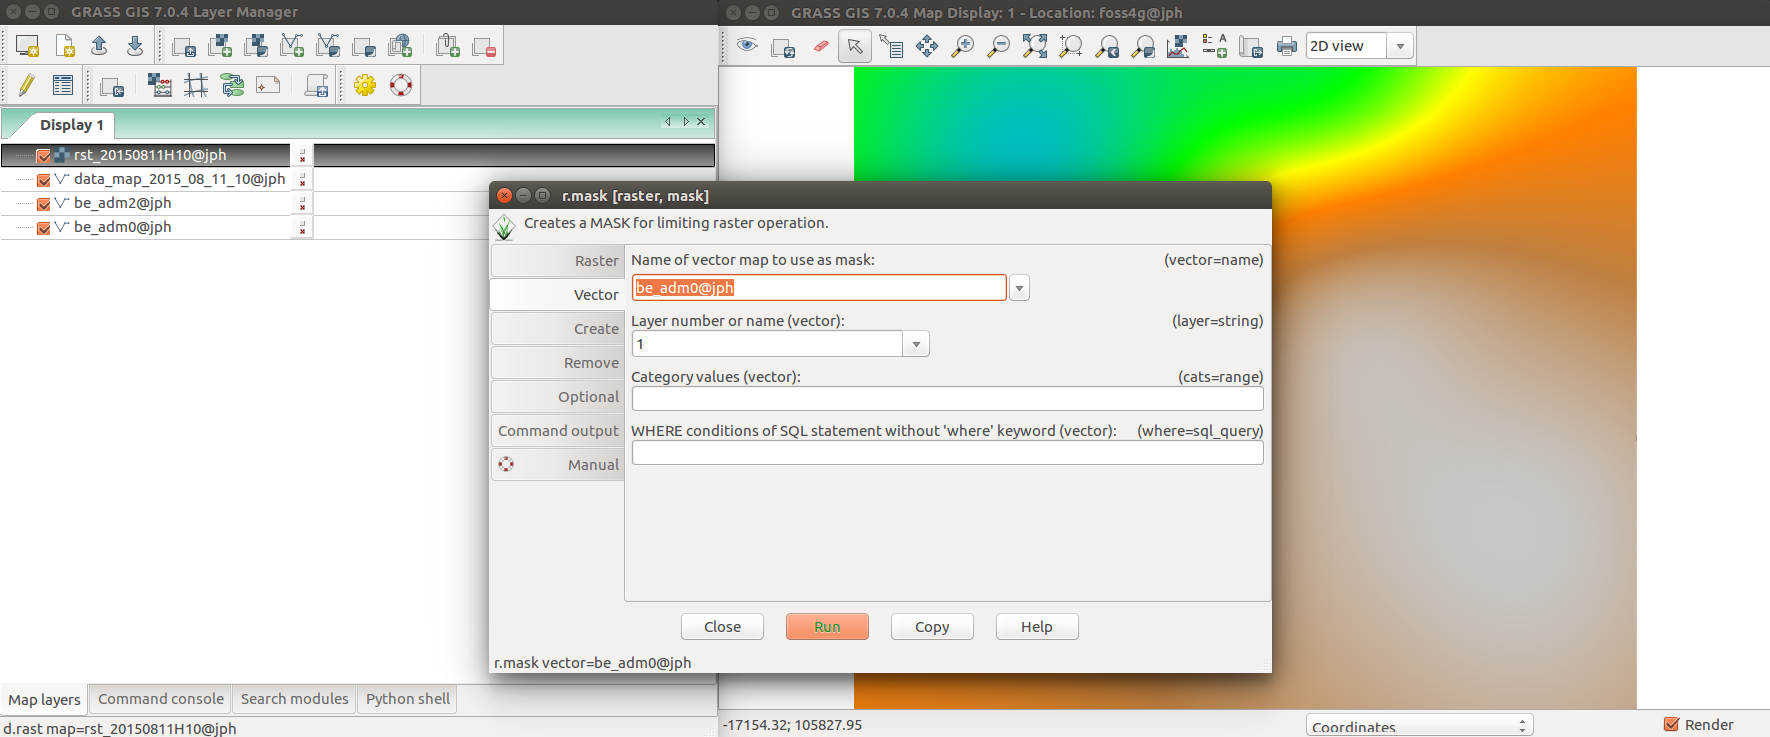 GRASS GIS 7.0.4 Layer Manager
GRASS GIS 7.0.4 Map Display: 1 - Location: foss4g@jph
2D view
Display 1
rst_20150811H10@jph
data_map_2015_08_11_10@jph
be_adm2@jph
be_adm0@jph
r.mask [raster, mask]
Creates a MASK for limiting raster operation.
Raster
Vector
Create
Remove
Optional
Command output
Manual
Name of vector map to use as mask: (vector=name)
be_adm0@jph
Layer number or name (vector): (layer=string)
1
Category values (vector): (cats=range)
WHERE conditions of SQL statement without 'where' keyword (vector): (where=sql_query)
Close Run Copy Help
r.mask vector=be_adm0@jph
Map layers Command console Search modules Python shell
d.rast map=rst_20150811H10@jph
-17154.32; 105827.95
Coordinates
Render